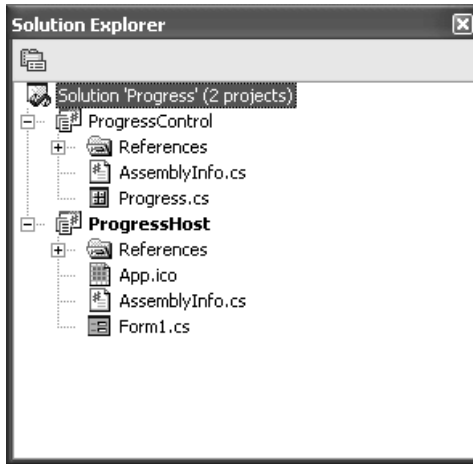 Solution Explorer
Solution 'Progress' (2 projects)
ProgressControl
References
AssemblyInfo.cs
Progress.cs
ProgressHost
References
App.ico
AssemblyInfo.cs
Form1.cs